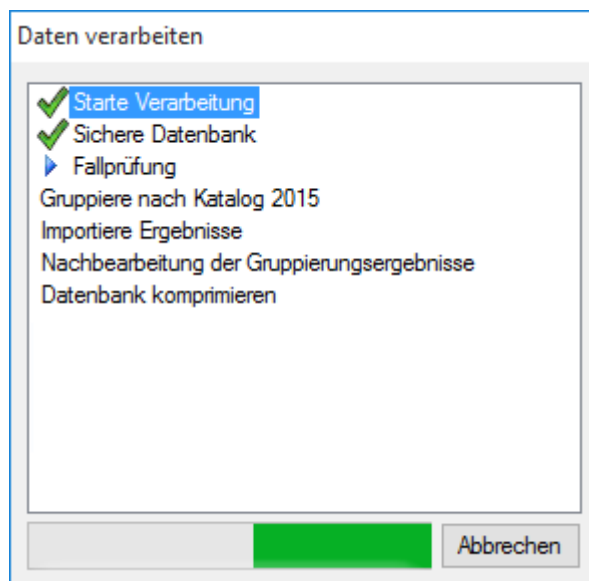 Daten verarbeiten
Starte Verarbeitung
Sichere Datenbank
Fallprüfung
Gruppiere nach Katalog 2015
Importiere Ergebnisse
Nachbearbeitung der Gruppierungsergebnisse
Datenbank komprimieren
Abbrechen